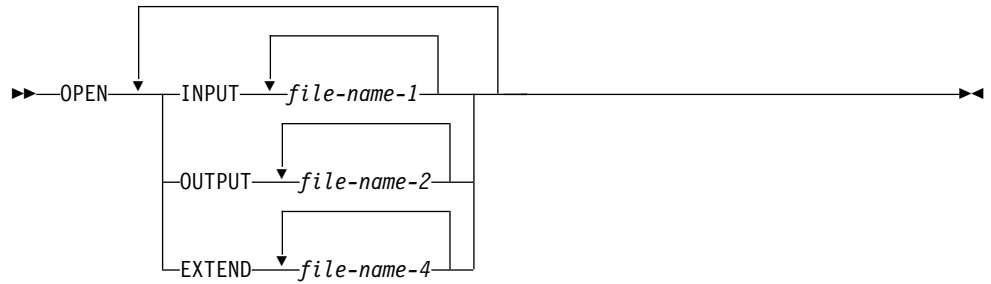 OPEN INPUT file-name-1
OUTPUT file-name-2
EXTEND file-name-4